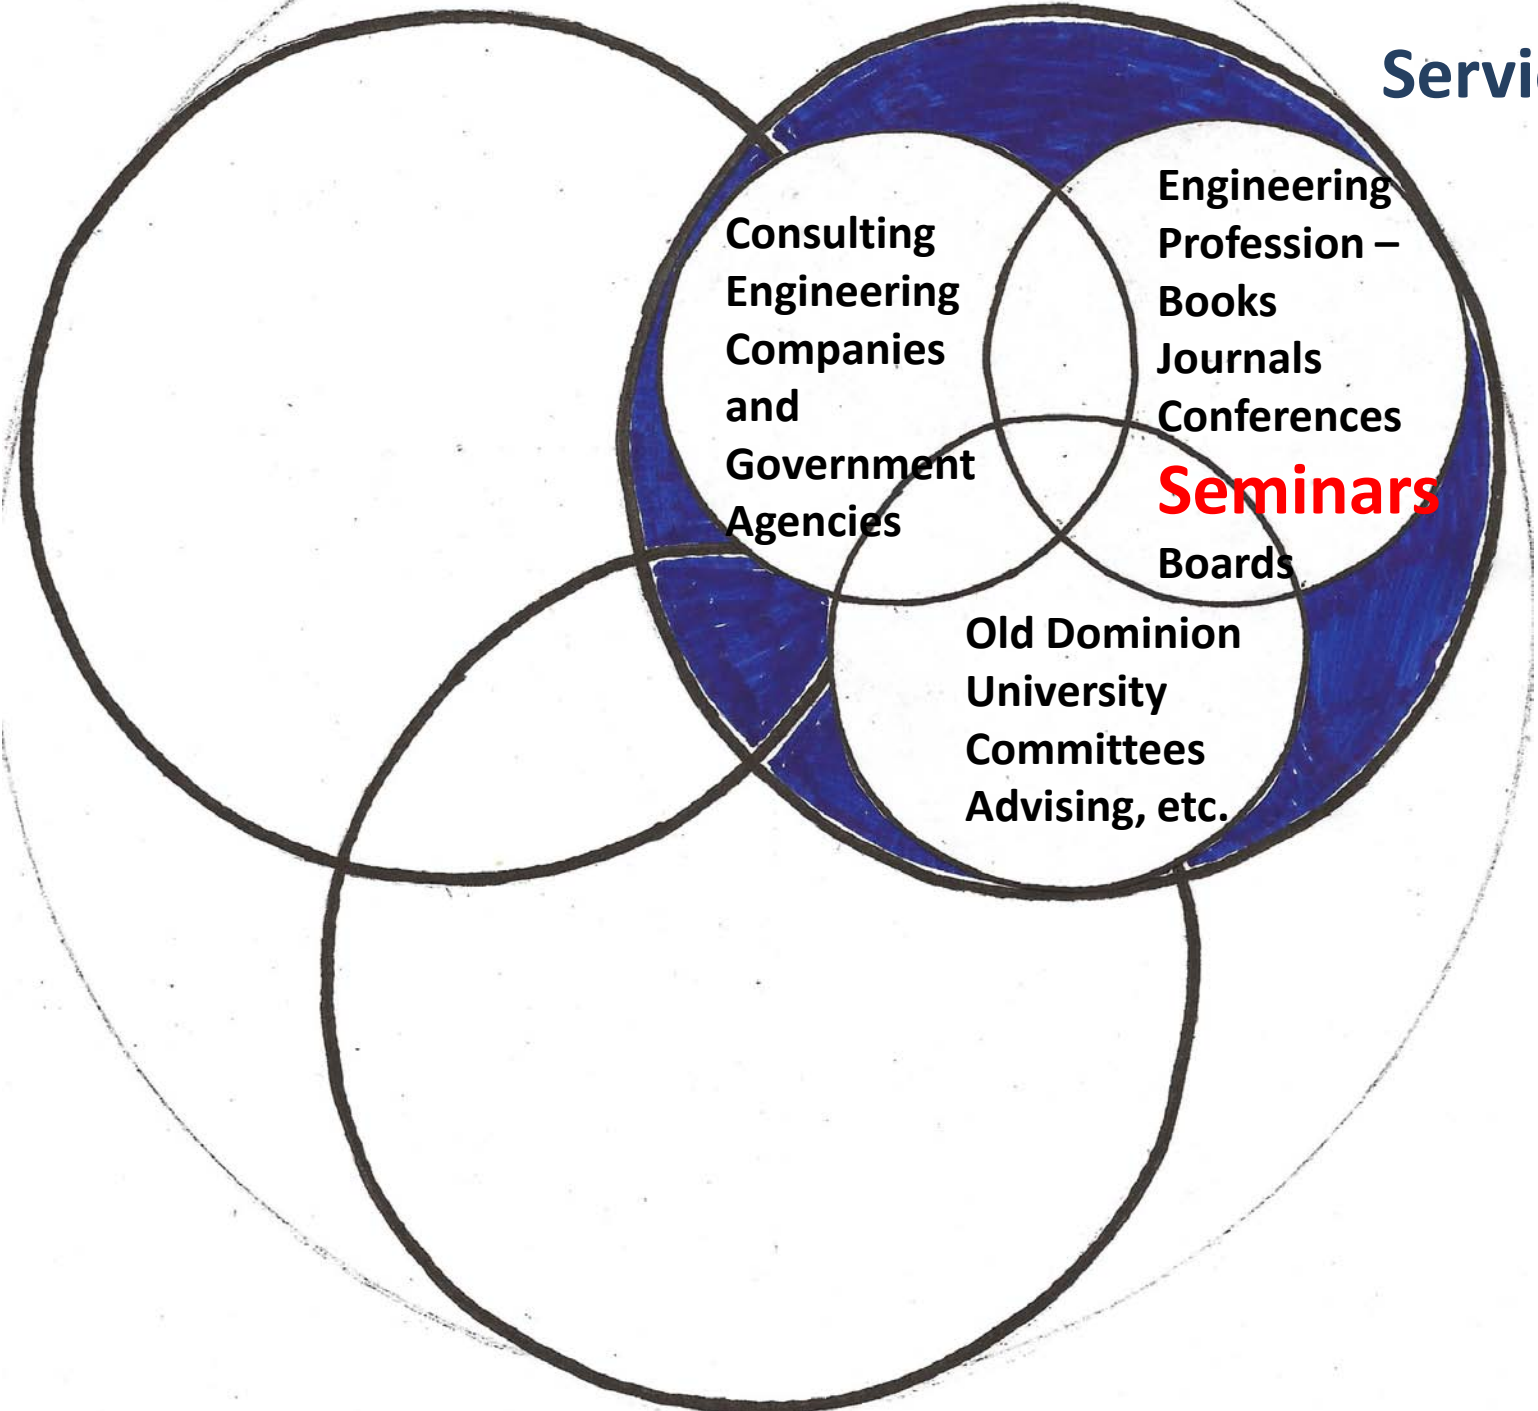 Consulting
Engineering
Companies
and
Government
Agencies
Engineering
Profession –
Books
Journals
Conferences
Seminars
Boards
Old Dominion
University
Committees
Advising, etc.